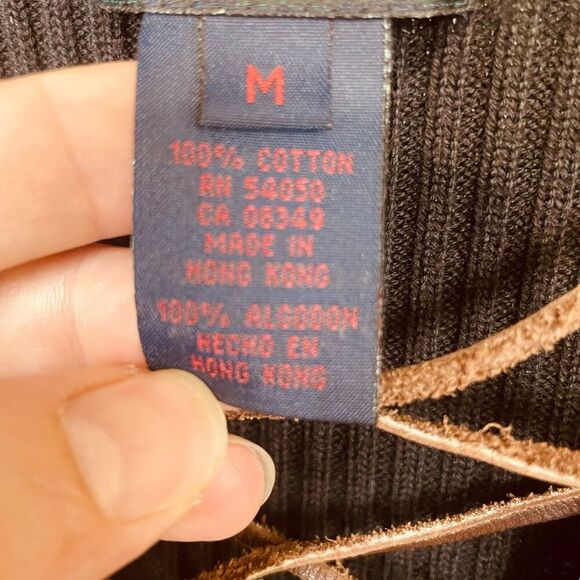 M
100% COTTON
RN 54050
CA 08349
MADE IN
HONG KONG
100% ALGODON
HECHO EN
HONG KONG